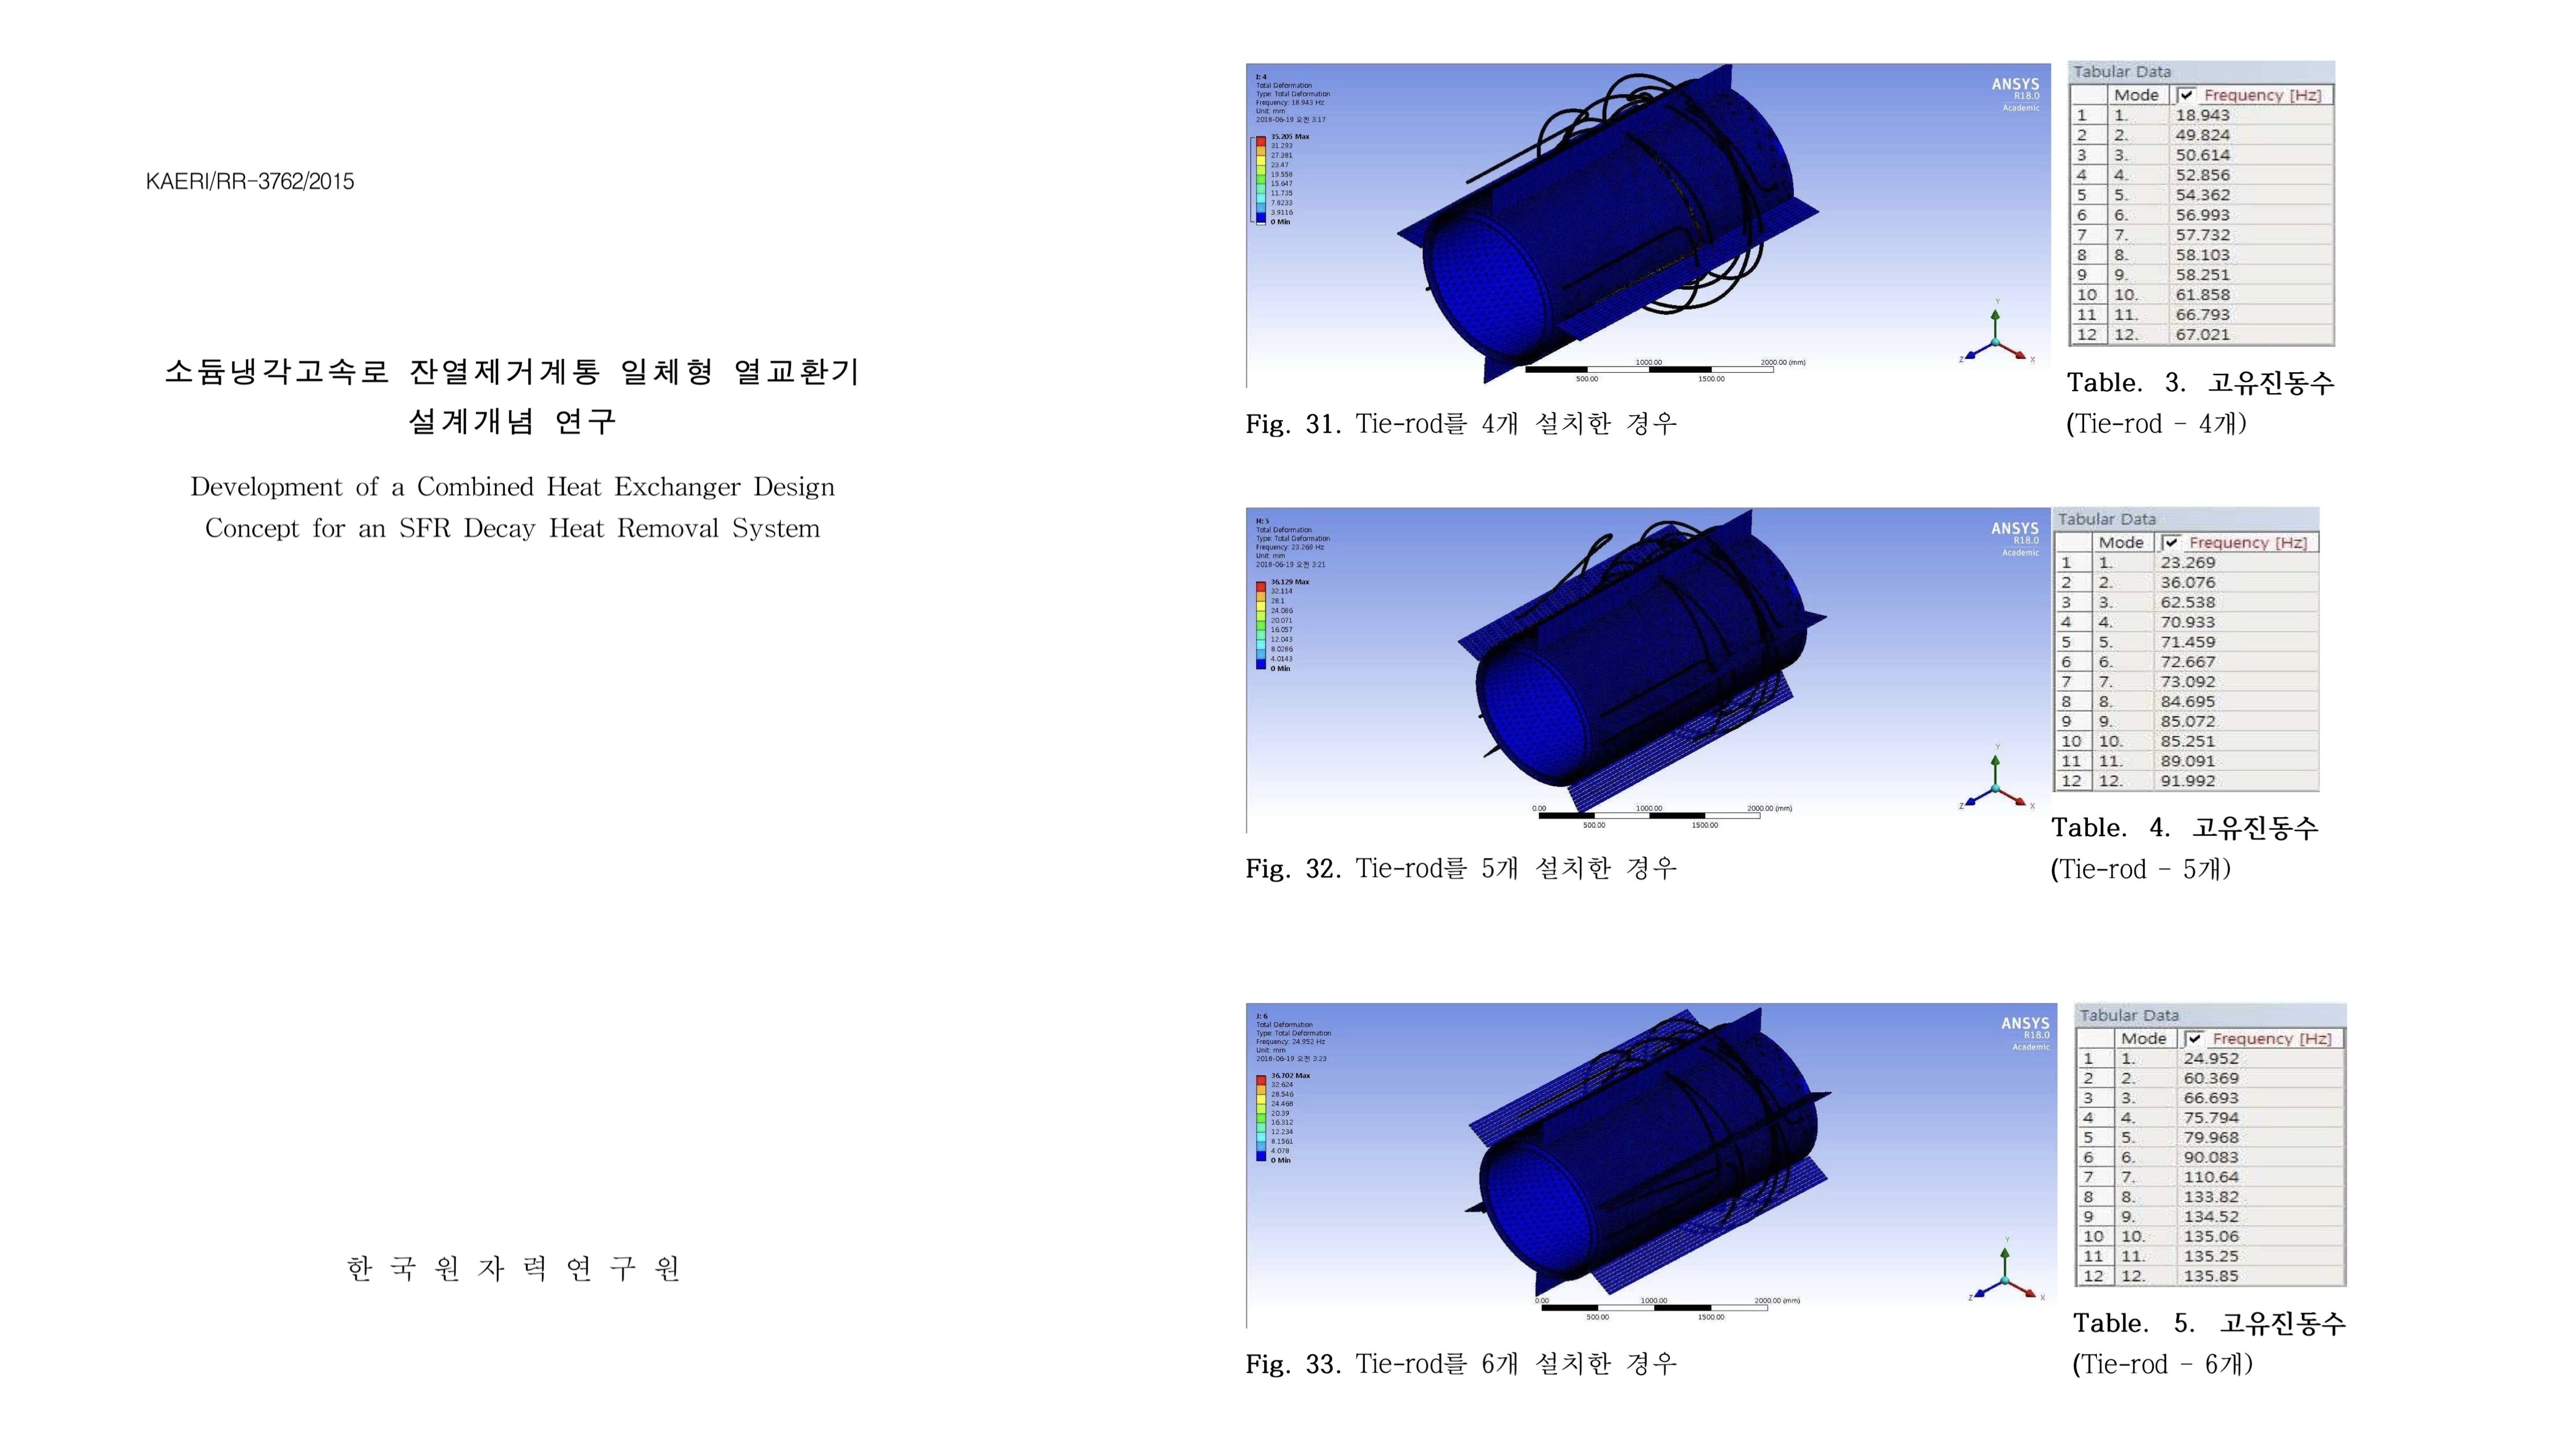 KAERI/RR-3762/2015
소듐냉각고속로 잔열제거계통 일체형 열교환기
설계개념 연구
Development of a Combined Heat Exchanger Design
Concept for an SFR Decay Heat Removal System
한국원자력연구원
I: 4
Total Deformation
Type: Total Deformation
Frequency: 18.943 Hz
Unit: mm
2018-06-19 오전 3:17
35.205 Max
31.293
27.381
23.47
19.558
15.647
11.735
7.8233
3.9116
0 Min
ANSYS
R18.0
Academic
Y
Z X
1000.00 2000.00 (mm)
500.00 1500.00
Fig. 31. Tie-rod를 4개 설치한 경우
Tabular Data
Mode Frequency [Hz]
1 1. 18.943
2 2. 49.824
3 3. 50.614
4 4. 52.856
5 5. 54.362
6 6. 56.993
7 7. 57.732
8 8. 58.103
9 9. 58.251
10 10. 61.858
11 11. 66.793
12 12. 67.021
Table. 3. 고유진동수
(Tie-rod - 4개)
H: 5
Total Deformation
Type: Total Deformation
Frequency: 23.269 Hz
Unit: mm
2018-06-19 오전 3:21
36.129 Max
32.114
28.1
24.086
20.071
16.057
12.043
8.0286
4.0143
0 Min
ANSYS
R18.0
Academic
Y
Z X
0.00 1000.00 2000.00 (mm)
500.00 1500.00
Fig. 32. Tie-rod를 5개 설치한 경우
Tabular Data
Mode Frequency [Hz]
1 1. 23.269
2 2. 36.076
3 3. 62.538
4 4. 70.933
5 5. 71.459
6 6. 72.667
7 7. 73.092
8 8. 84.695
9 9. 85.072
10 10. 85.251
11 11. 89.091
12 12. 91.992
Table. 4. 고유진동수
(Tie-rod - 5개)
J: 6
Total Deformation
Type: Total Deformation
Frequency: 24.952 Hz
Unit: mm
2018-06-19 오전 3:23
36.702 Max
32.624
28.546
24.468
20.39
16.312
12.234
8.1561
4.078
0 Min
ANSYS
R18.0
Academic
Y
Z X
0.00 1000.00 2000.00 (mm)
500.00 1500.00
Fig. 33. Tie-rod를 6개 설치한 경우
Tabular Data
Mode Frequency [Hz]
1 1. 24.952
2 2. 60.369
3 3. 66.693
4 4. 75.794
5 5. 79.968
6 6. 90.083
7 7. 110.64
8 8. 133.82
9 9. 134.52
10 10. 135.06
11 11. 135.25
12 12. 135.85
Table. 5. 고유진동수
(Tie-rod - 6개)